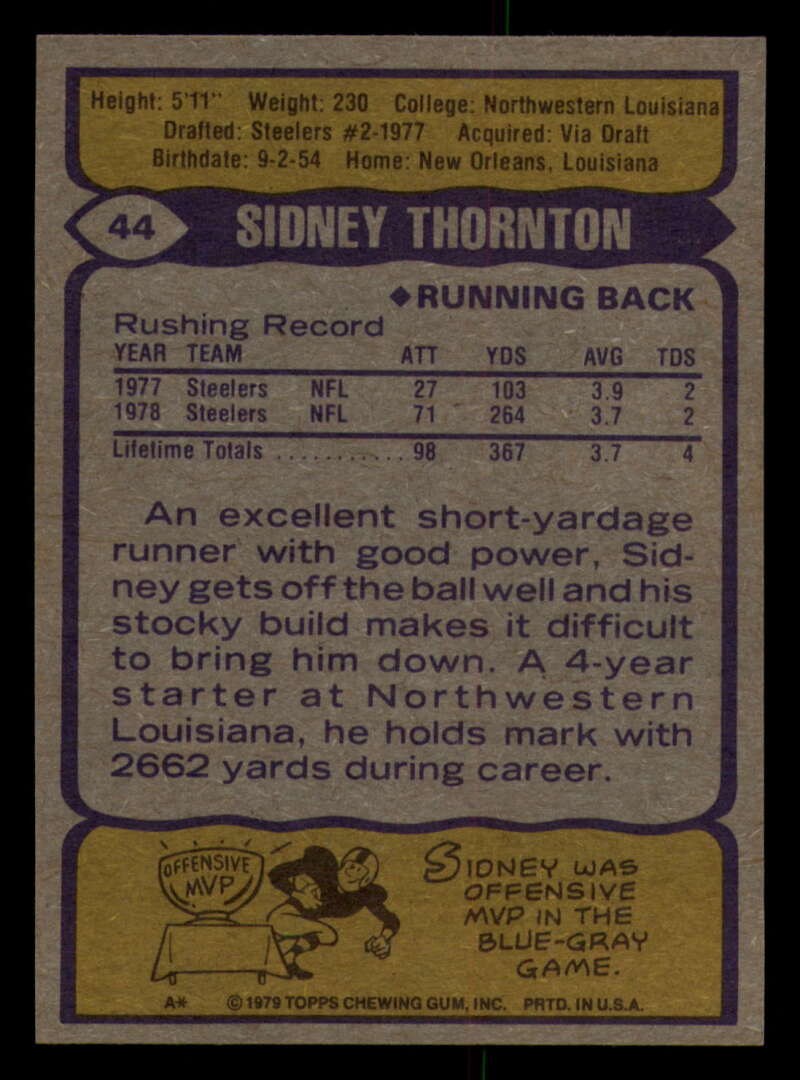 Height: 5'11" Weight: 230 College: Northwestern Louisiana
Drafted: Steelers #2-1977 Acquired: Via Draft
Birthdate: 9-2-54 Home: New Orleans, Louisiana
44 SIDNEY THORNTON
◆RUNNING BACK
Rushing Record
YEAR TEAM ATT YDS AVG TDS
1977 Steelers NFL 27 103 3.9 2
1978 Steelers NFL 71 264 3.7 2
Lifetime Totals ........... 98 367 3.7 4
An excellent short-yardage
runner with good power, Sid-
ney gets off the ball well and his
stocky build makes it difficult
to bring him down. A 4-year
starter at Northwestern
Louisiana, he holds mark with
2662 yards during career.
OFFENSIVE
MVP
SIDNEY WAS
OFFENSIVE
MVP IN THE
BLUE-GRAY
GAME.
A* © 1979 TOPPS CHEWING GUM, INC. PRTD. IN U.S.A.